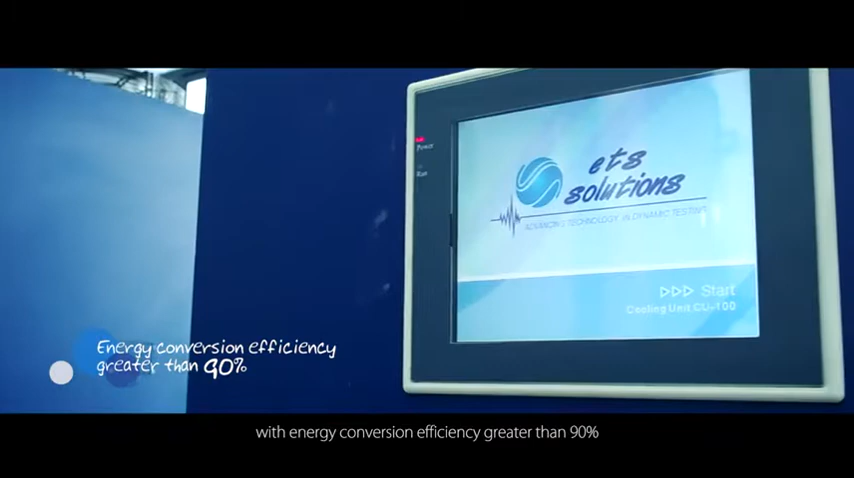 Power
Run
ets
solutions
ADVANCING TECHNOLOGY IN DYNAMIC TESTING
▷▷▷ Start
Cooling Unit CU-100
Energy conversion efficiency
greater than 90%
with energy conversion efficiency greater than 90%